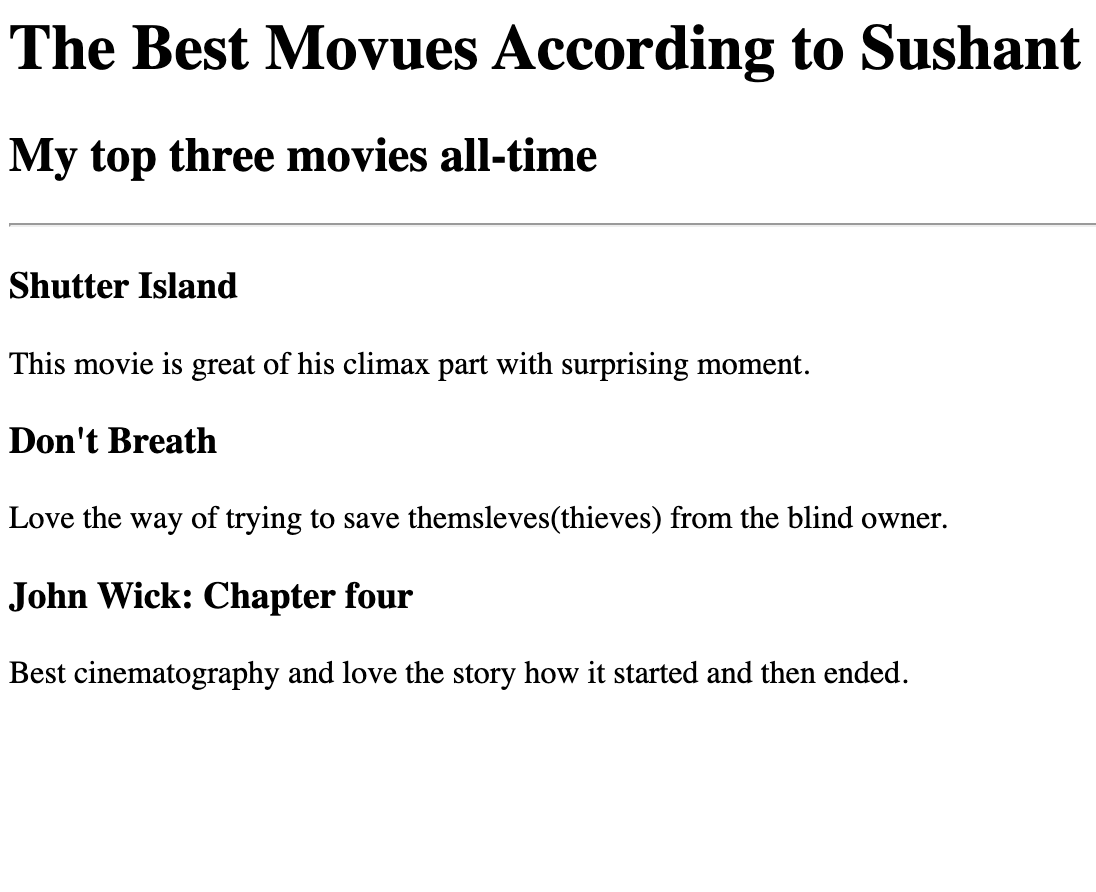 The Best Movues According to Sushant
My top three movies all-time
Shutter Island
This movie is great of his climax part with surprising moment.
Don't Breath
Love the way of trying to save themsleves(thieves) from the blind owner.
John Wick: Chapter four
Best cinematography and love the story how it started and then ended.